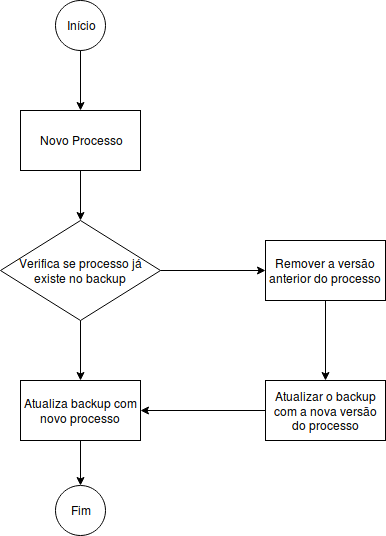 Início
Novo Processo
Verifica se processo já
existe no backup
Remover a versão
anterior do processo
Atualiza backup com
novo processo
Atualizar o backup
com a nova versão
do processo
Fim